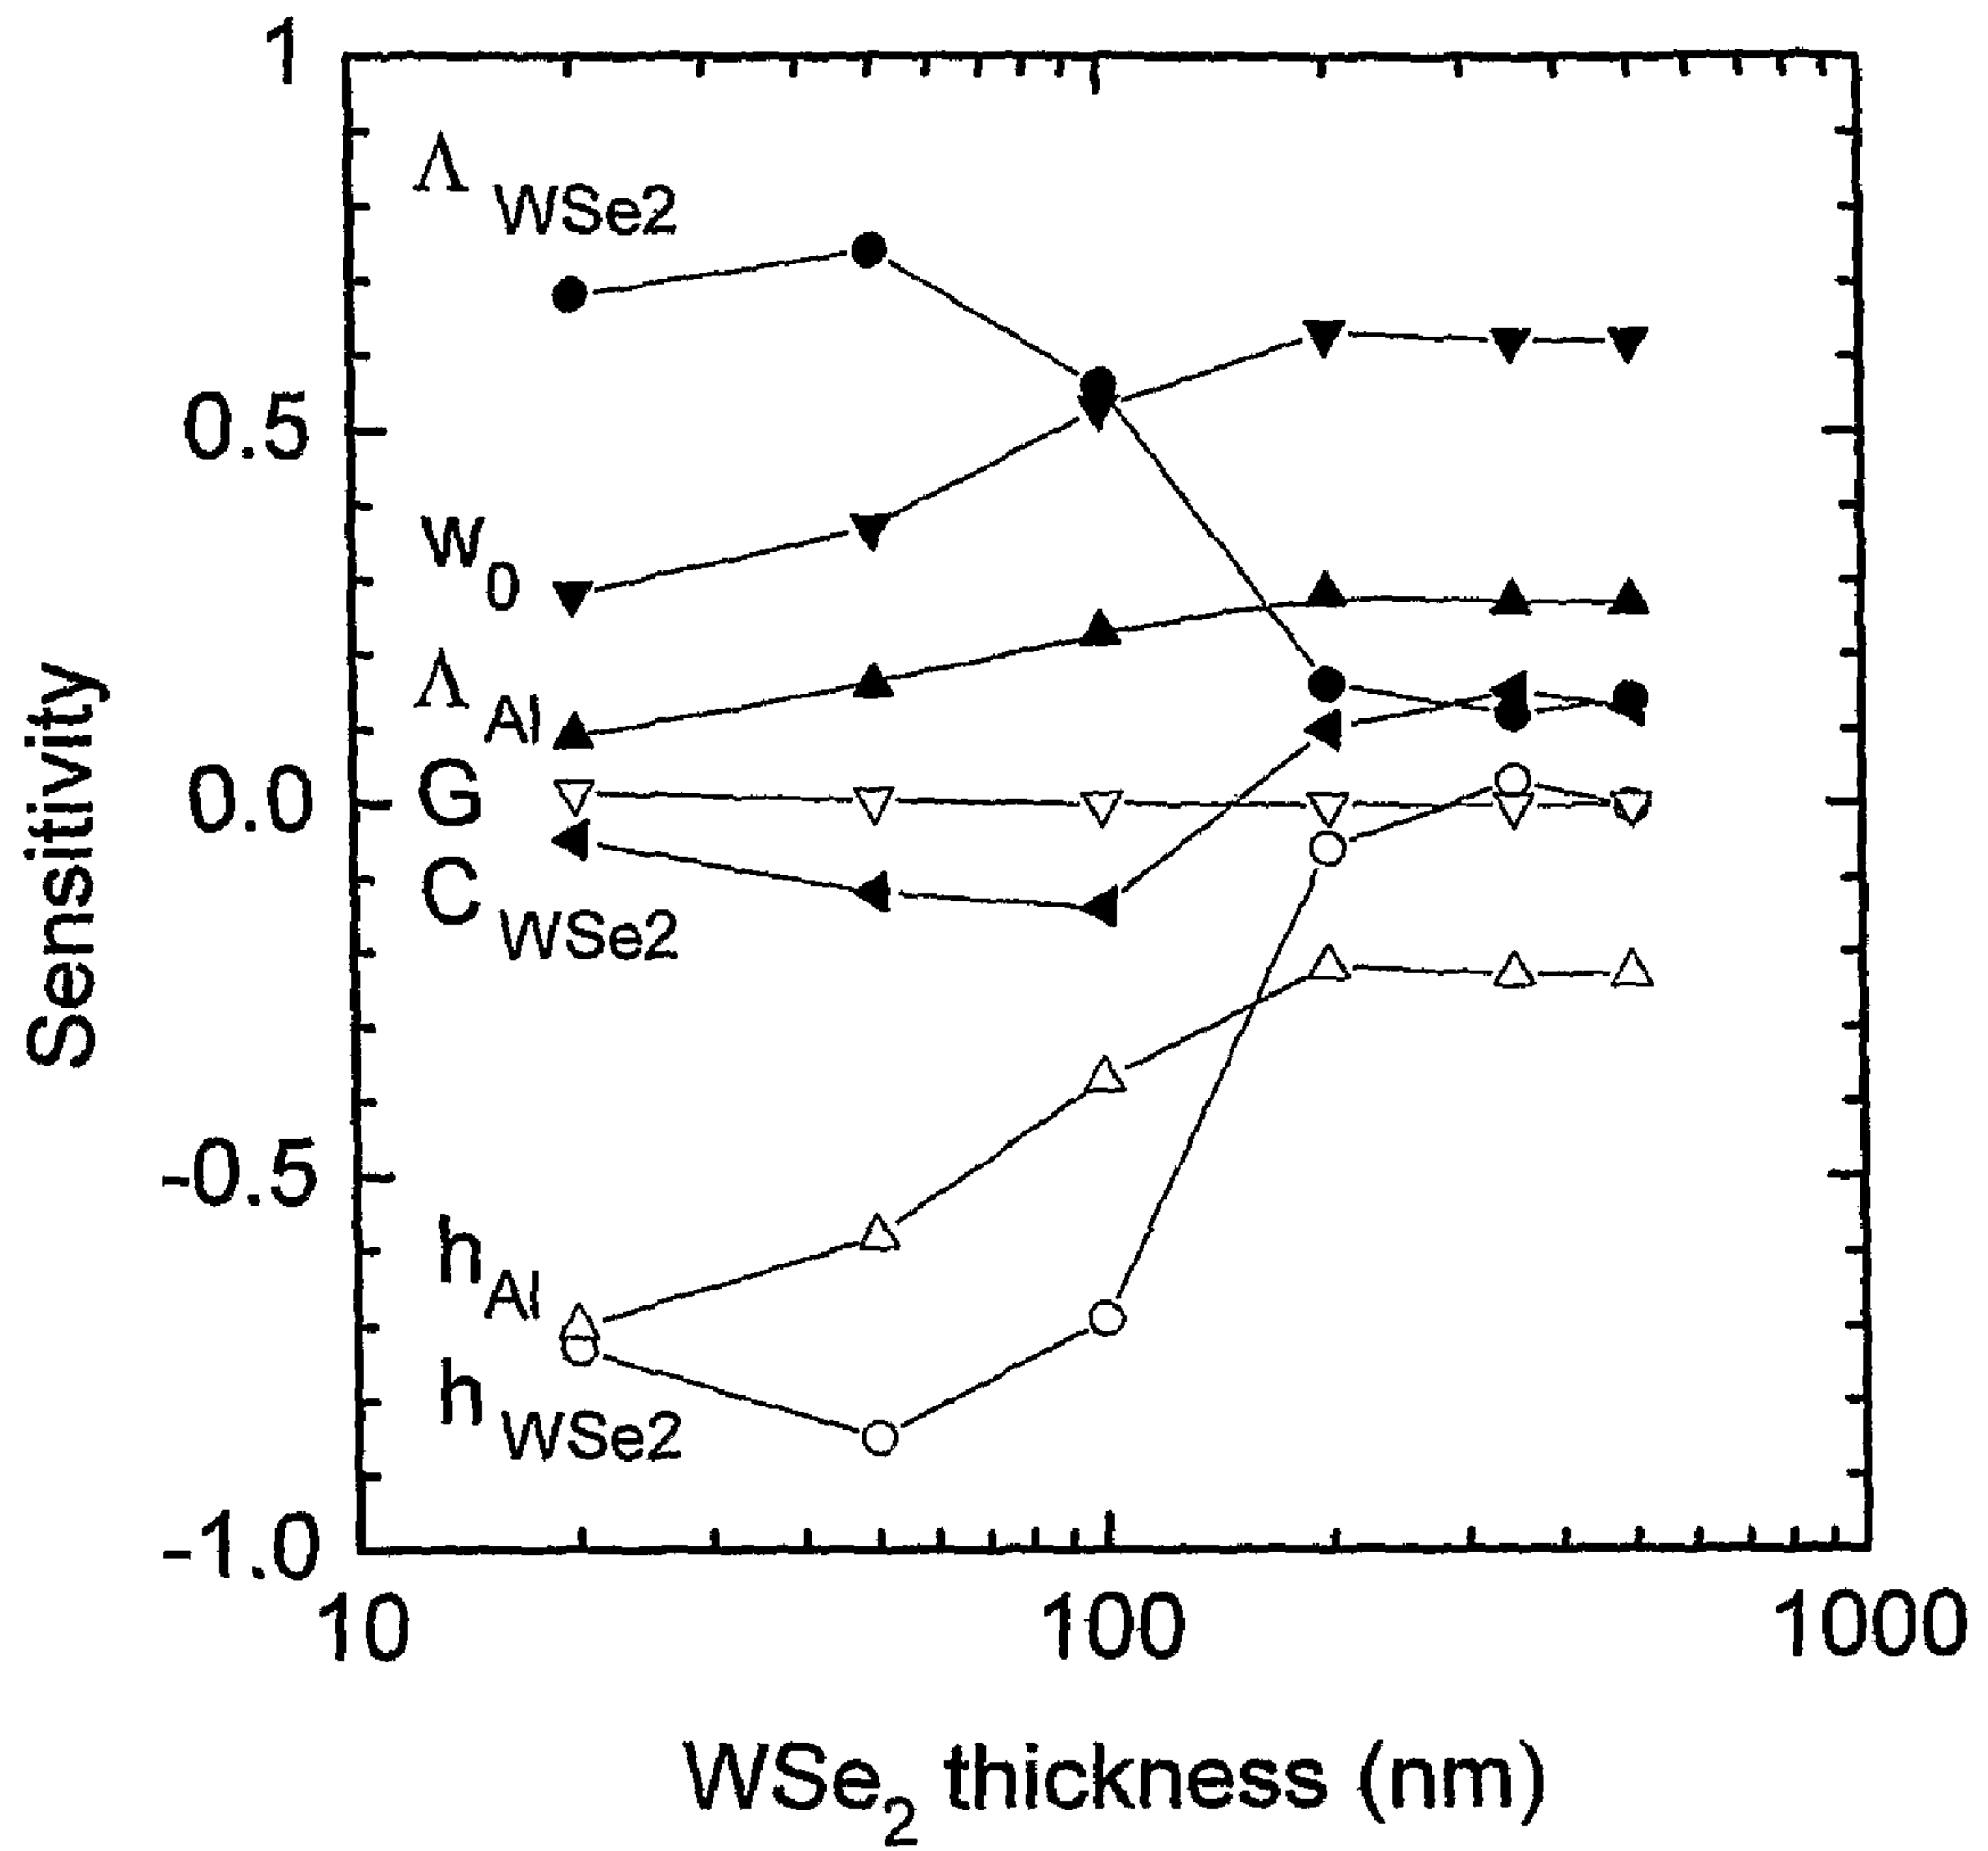 1
Λ WSe2
0.5
w0
Λ Al
0.0
G
C WSe2
Sensitivity
-0.5
hAl
h WSe2
-1.0
10 100 1000
WSe2 thickness (nm)